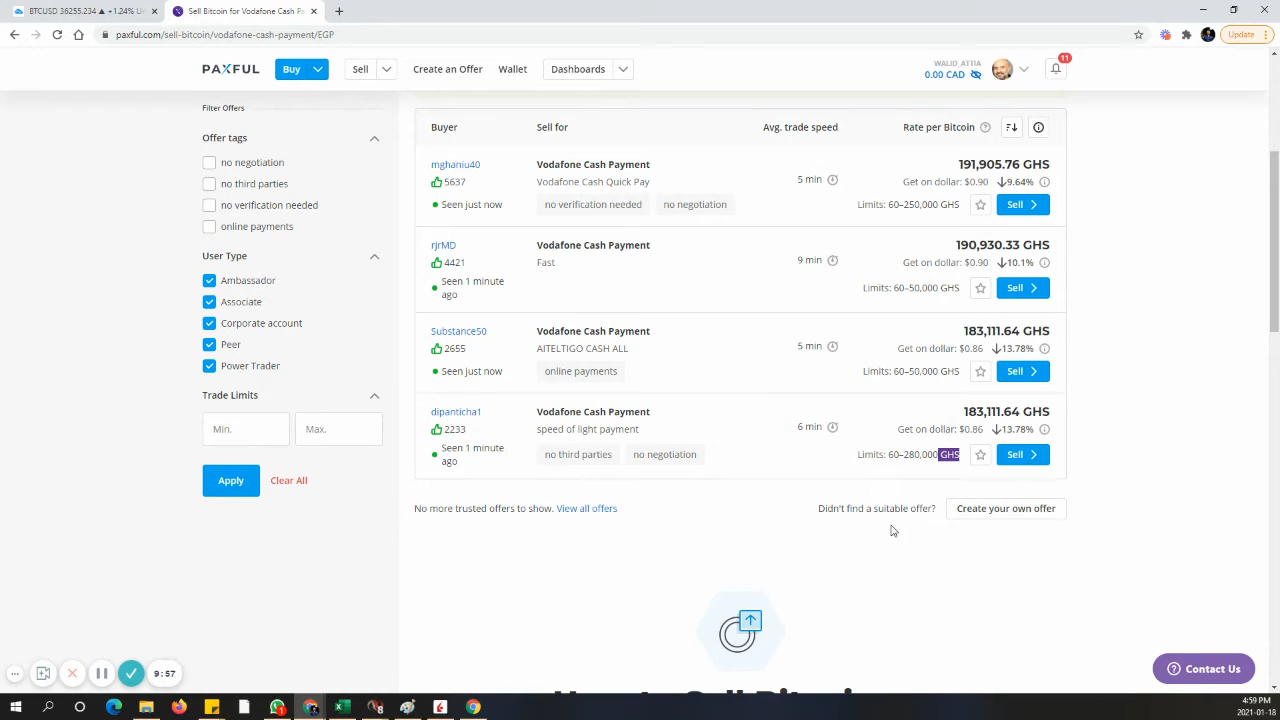 BTCUSD 36255.234 ▲ +1.24% U
Sell Bitcoin for Vodafone Cash P
paxful.com/sell-bitcoin/vodafone-cash-payment/EGP
Update
PAXFUL
Buy
Sell
Create an Offer
Wallet
Dashboards
WALID_ATTIA
0.00 CAD
11
Filter Offers
Offer tags
no negotiation
no third parties
no verification needed
online payments
User Type
Ambassador
Associate
Corporate account
Peer
Power Trader
Trade Limits
Min.
Max.
Apply
Clear All
Buyer
Sell for
Avg. trade speed
Rate per Bitcoin
mghaniu40
Vodafone Cash Payment
191,905.76 GHS
5637
Vodafone Cash Quick Pay
5 min
Get on dollar: $0.90
9.64%
Seen just now
no verification needed
no negotiation
Limits: 60–250,000 GHS
Sell
rjrMD
Vodafone Cash Payment
190,930.33 GHS
4421
Fast
9 min
Get on dollar: $0.90
10.1%
Seen 1 minute
ago
Limits: 60–50,000 GHS
Sell
Substance50
Vodafone Cash Payment
183,111.64 GHS
2655
AITELTIGO CASH ALL
5 min
Get on dollar: $0.86
13.78%
Seen just now
online payments
Limits: 60–50,000 GHS
Sell
dipanticha1
Vodafone Cash Payment
183,111.64 GHS
2233
speed of light payment
6 min
Get on dollar: $0.86
13.78%
Seen 1 minute
ago
no third parties
no negotiation
Limits: 60–280,000 GHS
Sell
No more trusted offers to show. View all offers
Didn't find a suitable offer?
Create your own offer
Contact Us
9:57
4:59 PM
2021-01-18